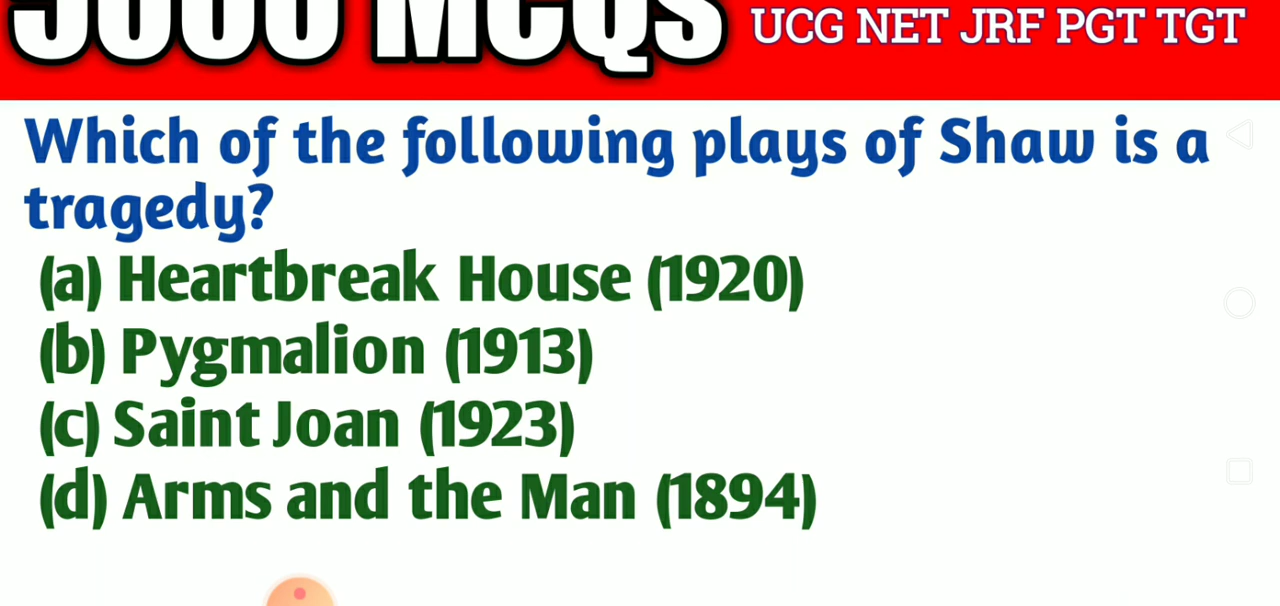 5000 MCQs UCG NET JRF PGT TGT
Which of the following plays of Shaw is a
tragedy?
(a) Heartbreak House (1920)
(b) Pygmalion (1913)
(c) Saint Joan (1923)
(d) Arms and the Man (1894)